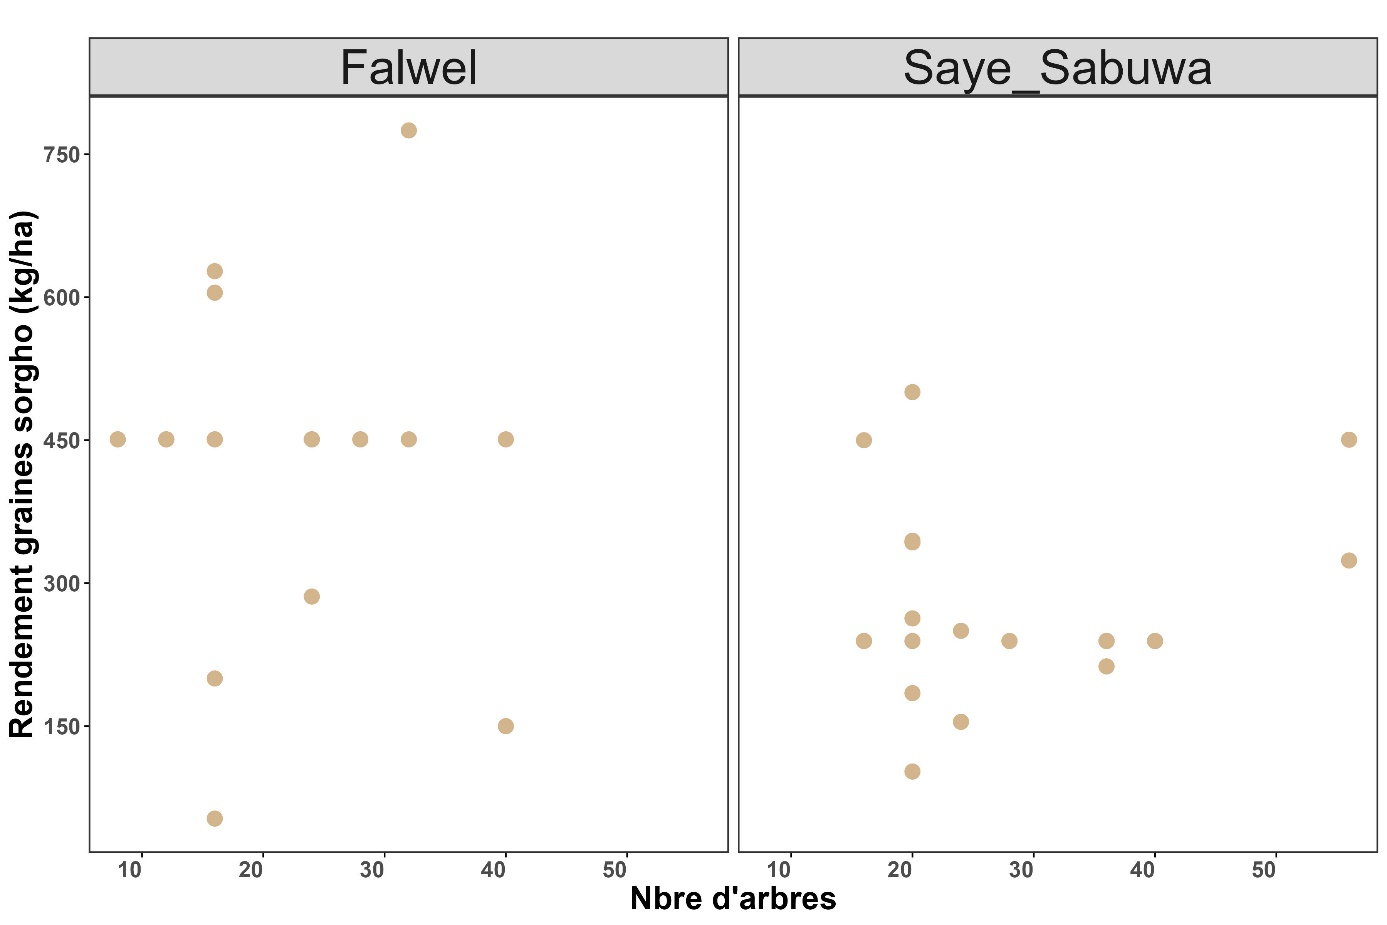 Falwel Saye_Sabuwa
Rendement graines sorgho (kg/ha)
750
600
450
300
150
10 20 30 40 50 10 20 30 40 50
Nbre d'arbres